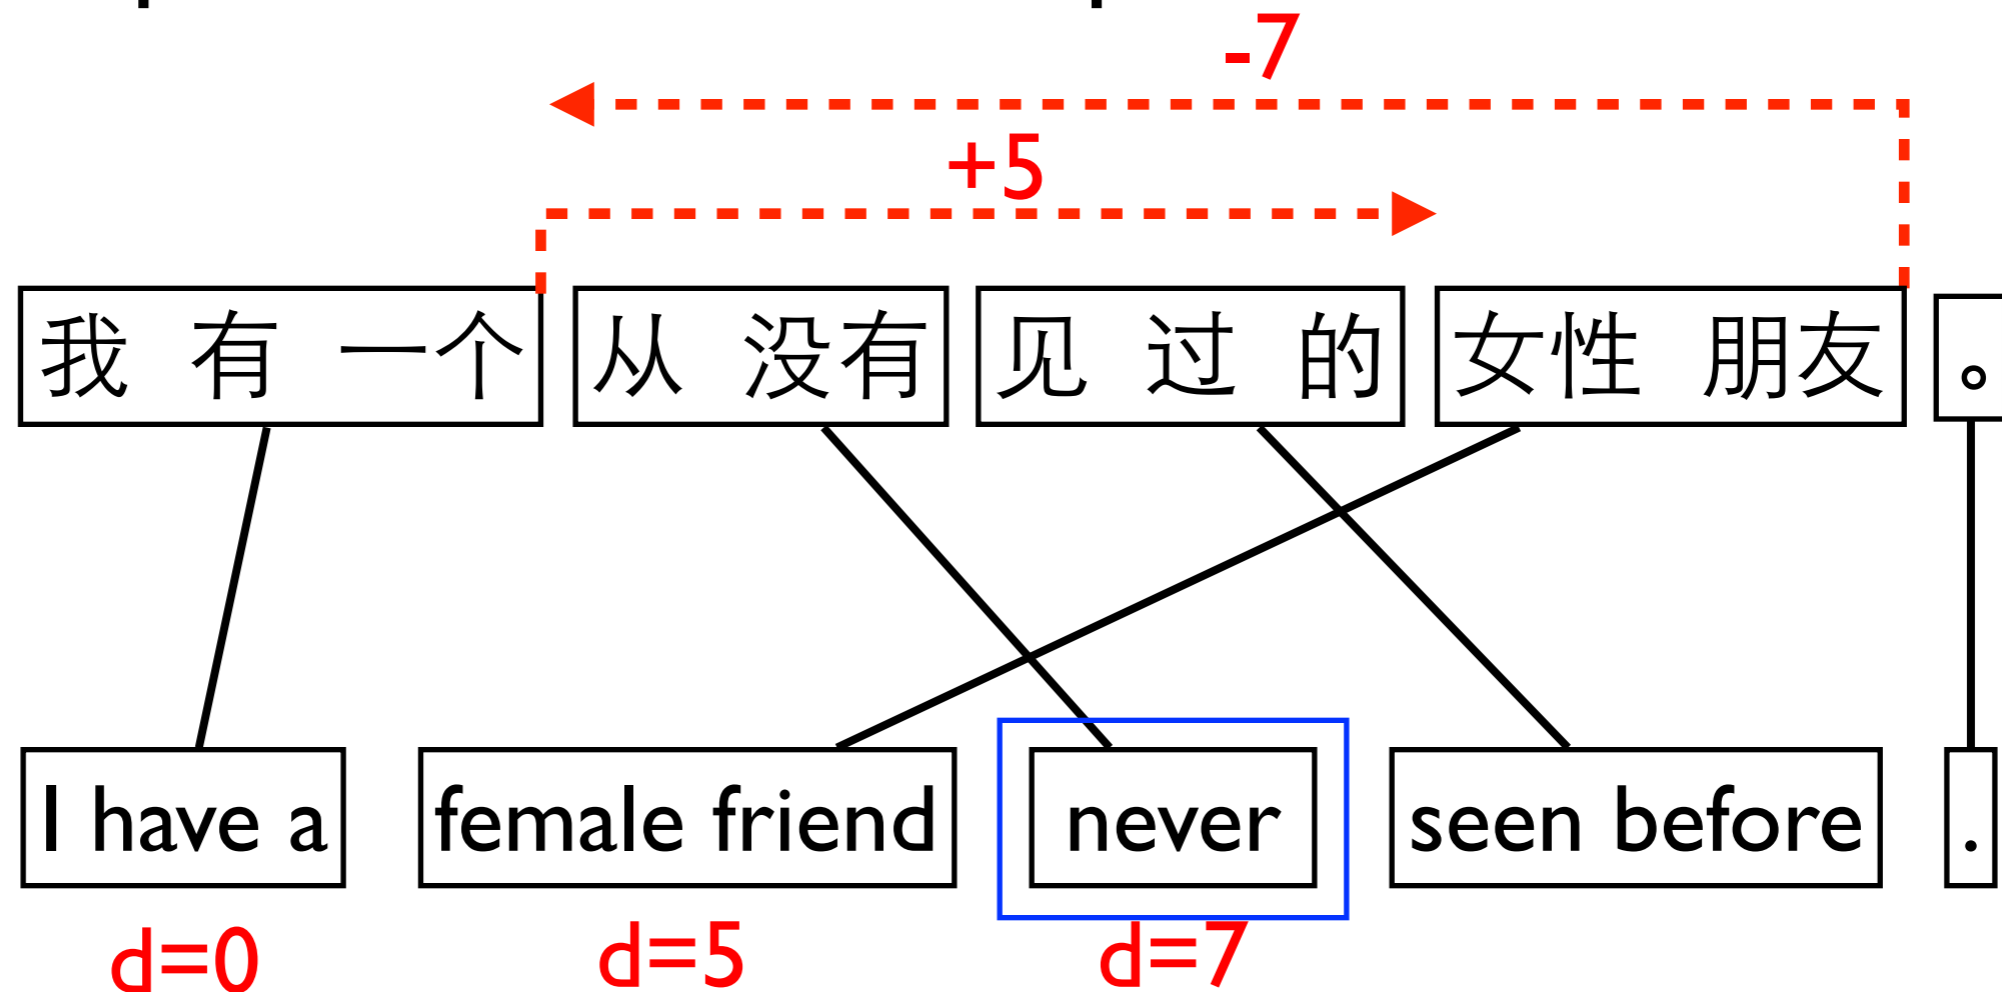 -7
+5
我 有 一个 从 没有 见 过 的 女性 朋友 。
I have a female friend never seen before .
d=0 d=5 d=7